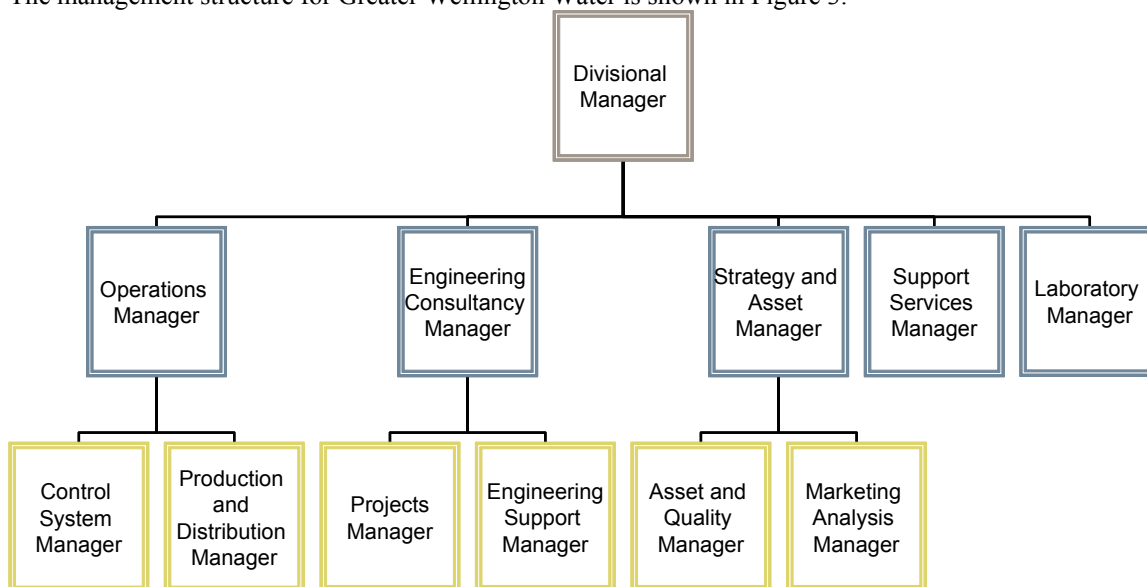 The management structure for Greater Wellington Water is shown in Figure 3.
Divisional
Manager
Operations
Manager
Engineering
Consultancy
Manager
Strategy and
Asset
Manager
Support
Services
Manager
Laboratory
Manager
Control
System
Manager
Production
and
Distribution
Manager
Projects
Manager
Engineering
Support
Manager
Asset and
Quality
Manager
Marketing
Analysis
Manager